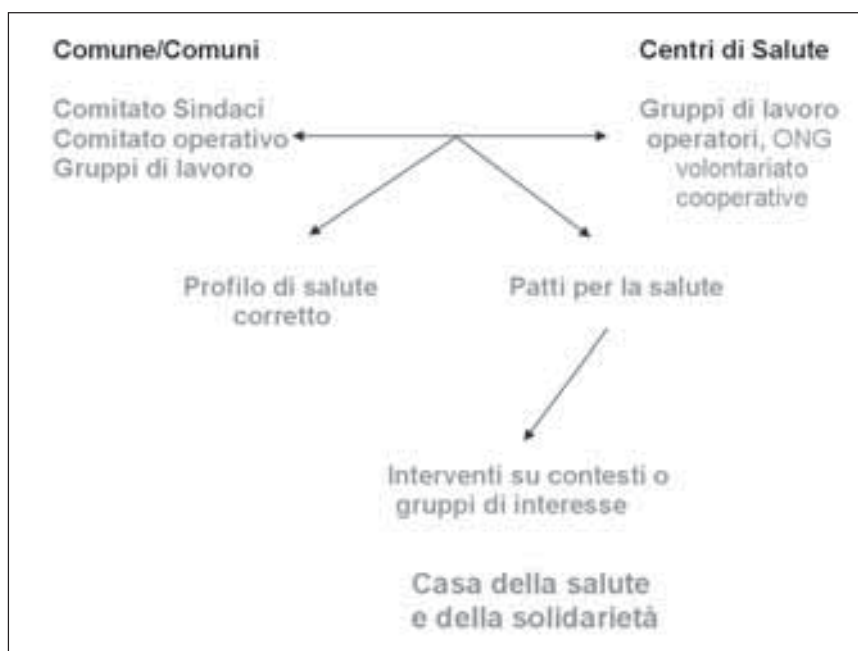 Comune/Comuni
Comitato Sindaci
Comitato operativo
Gruppi di lavoro
Centri di Salute
Gruppi di lavoro
operatori, ONG
volontariato
cooperative
Profilo di salute
corretto
Patti per la salute
Interventi su contesti o
gruppi di interesse
Casa della salute
e della solidarietà